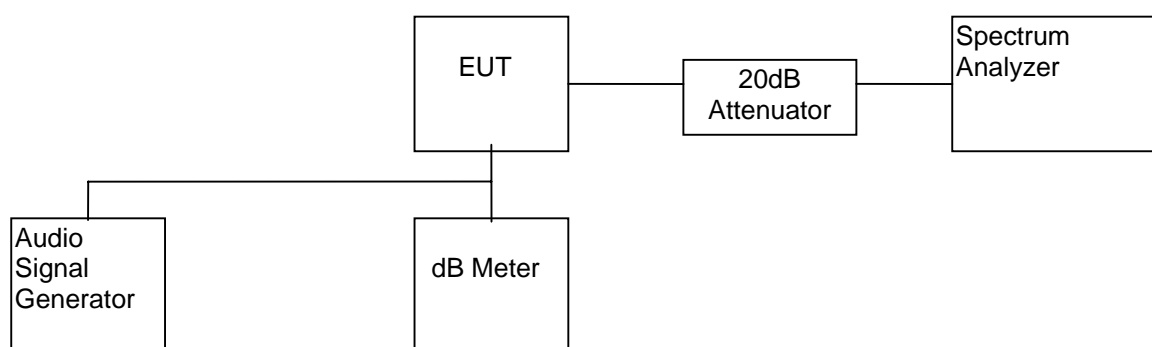 EUT
20dB
Attenuator
Spectrum
Analyzer
Audio
Signal
Generator
dB Meter